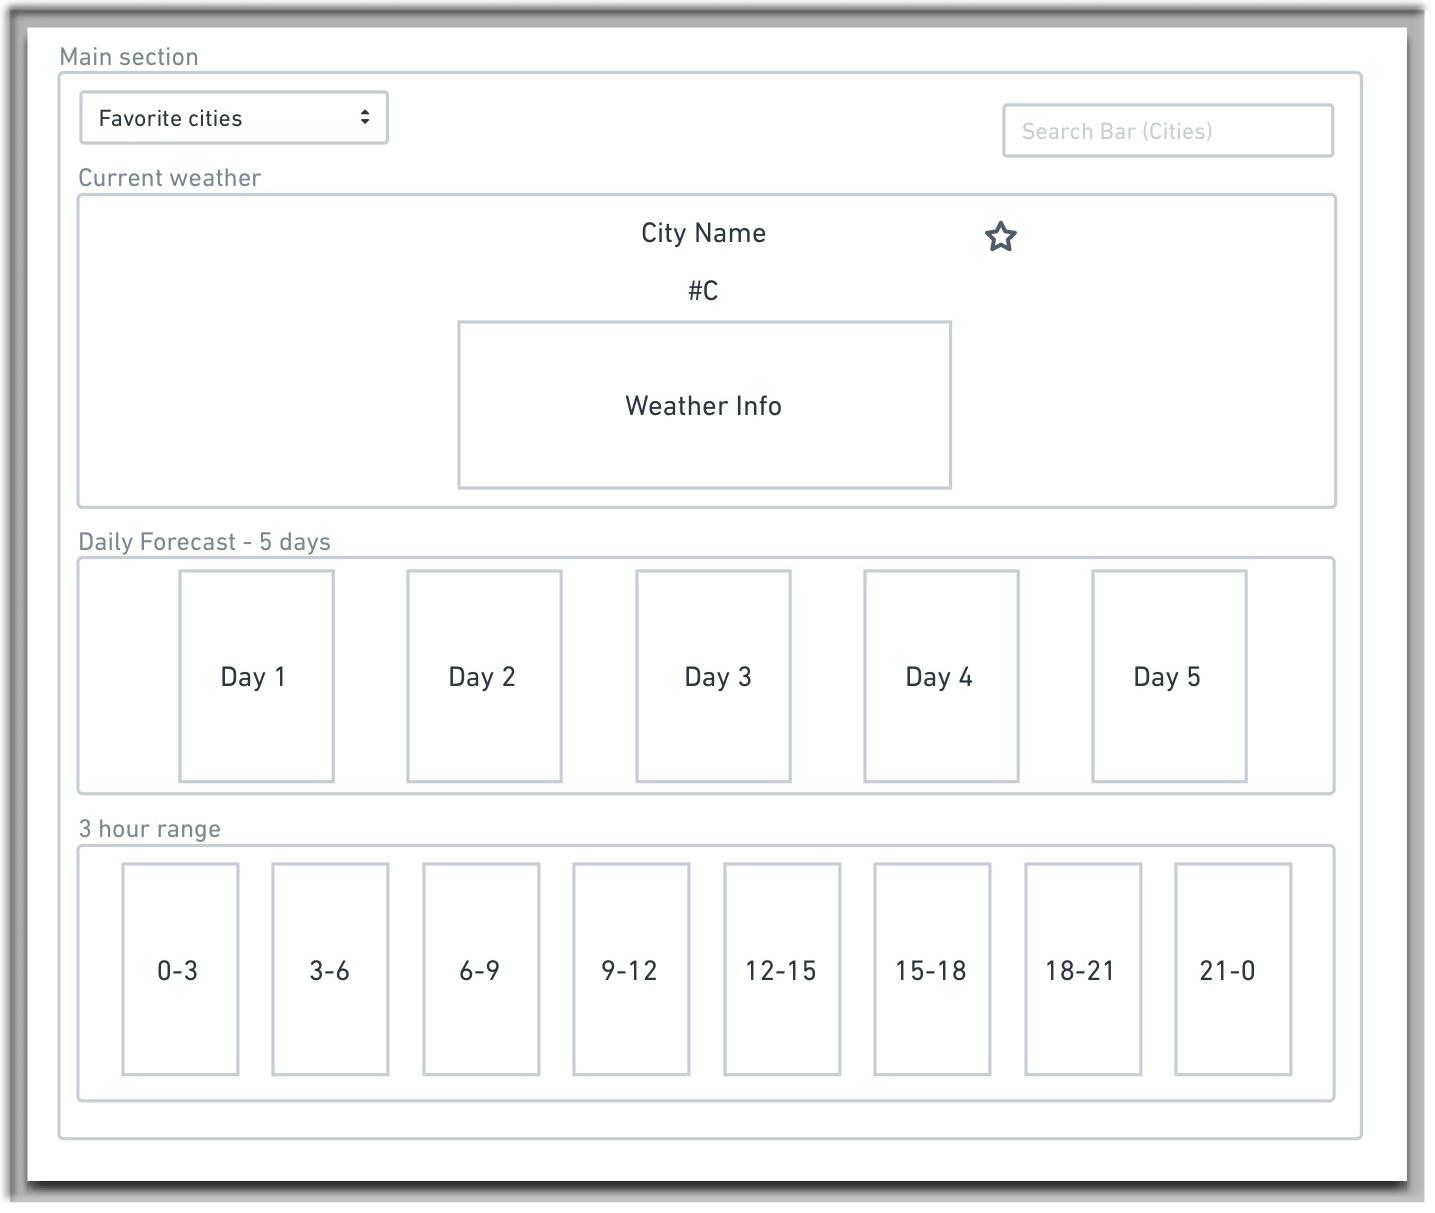 Main section
Favorite cities
Search Bar (Cities)
Current weather
City Name
#C
Weather Info
Daily Forecast - 5 days
Day 1
Day 2
Day 3
Day 4
Day 5
3 hour range
0-3
3-6
6-9
9-12
12-15
15-18
18-21
21-0